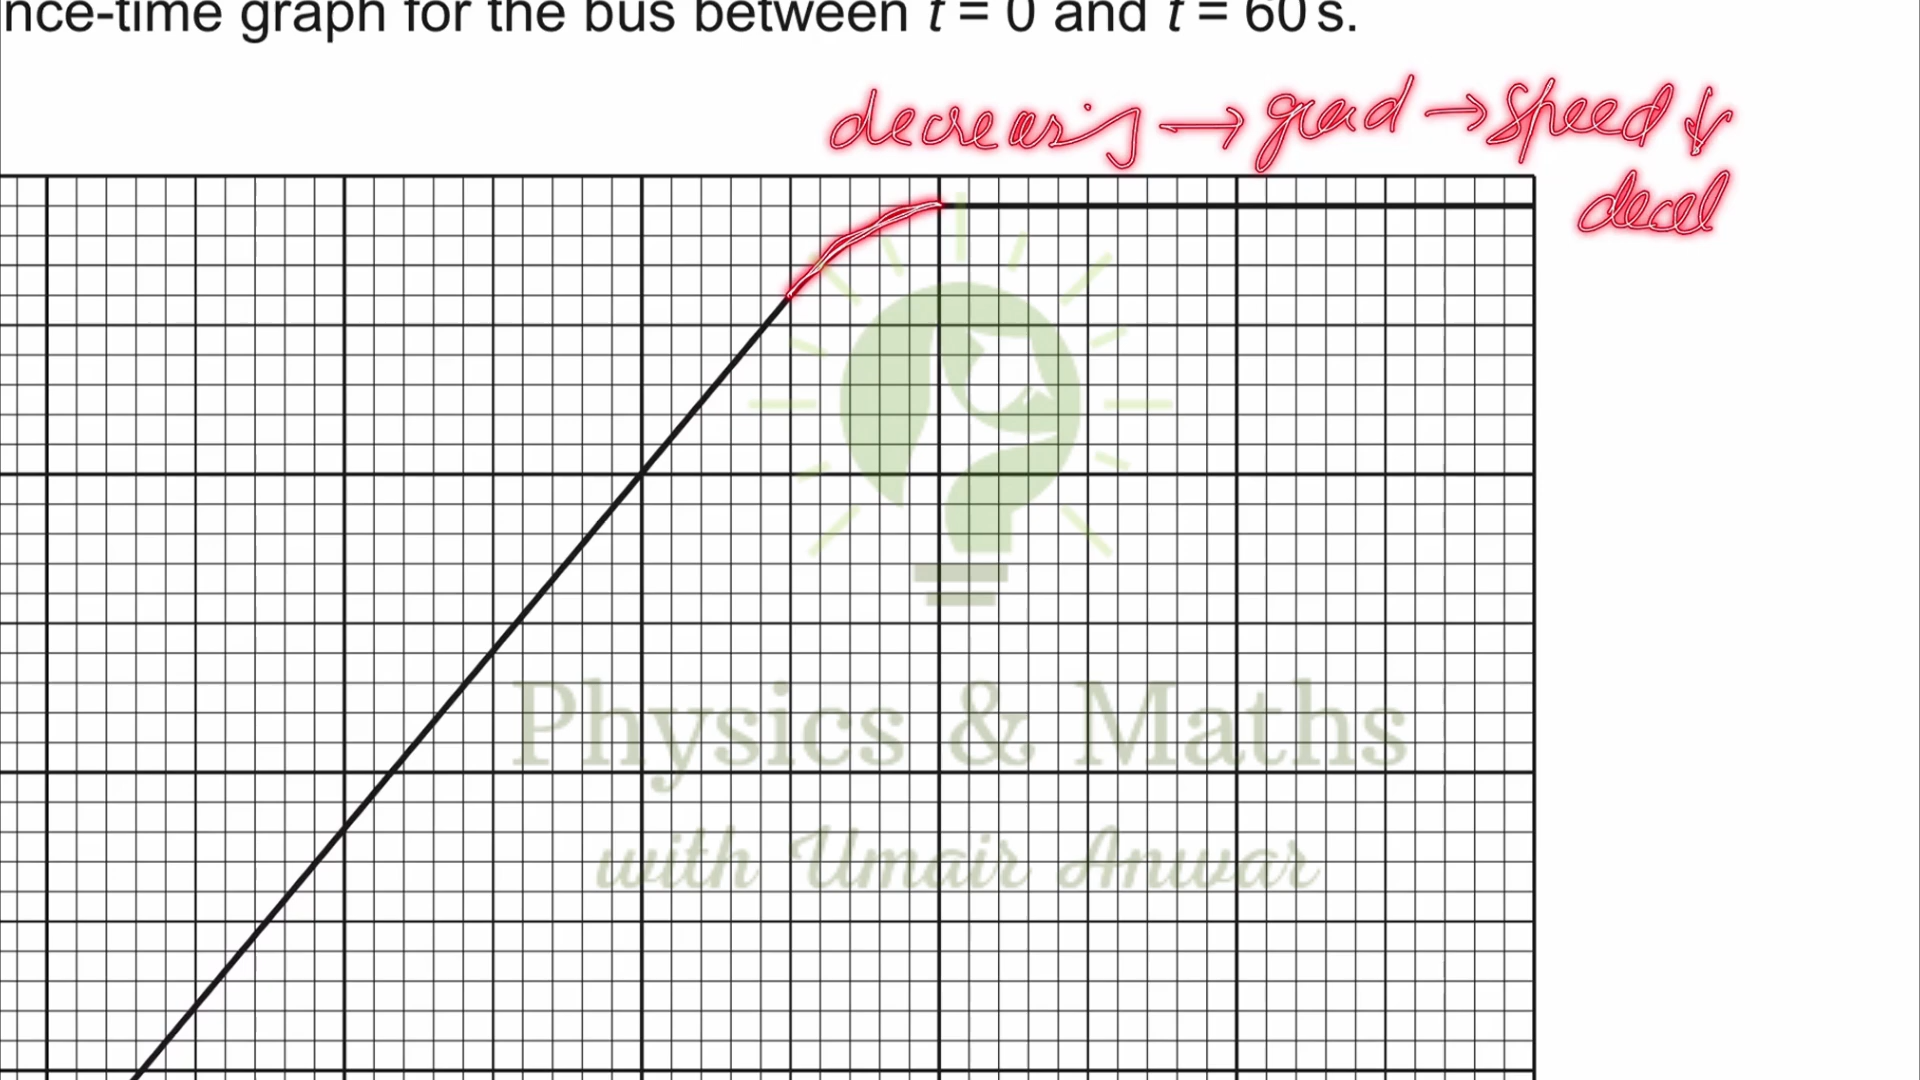 nce-time graph for the bus between t = 0 and t = 60 s.
decreasing → grad → speed ↓
decel
Physics & Maths
with Umair Anwar